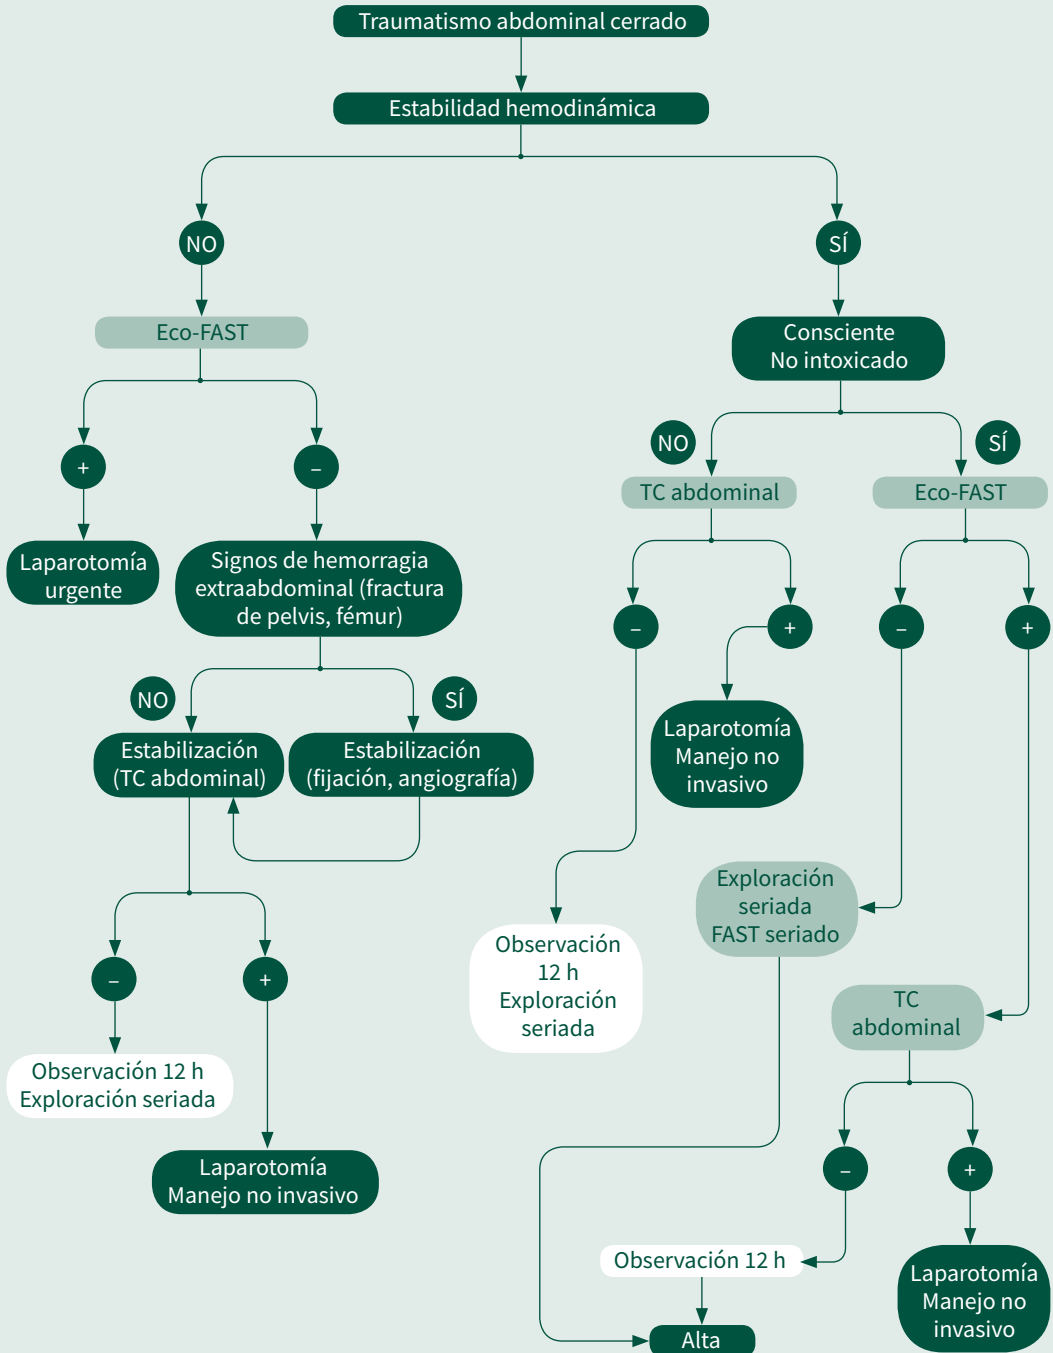 Traumatismo abdominal cerrado
Estabilidad hemodinámica
NO
SÍ
Eco-FAST
Consciente
No intoxicado
NO
SÍ
TC abdominal
Eco-FAST
+
–
Laparotomía
urgente
Signos de hemorragia
extraabdominal (fractura
de pelvis, fémur)
–
+
–
+
NO
SÍ
Estabilización
(TC abdominal)
Estabilización
(fijación, angiografía)
Laparotomía
Manejo no
invasivo
Exploración
seriada
FAST seriado
Observación
12 h
Exploración
seriada
–
+
TC
abdominal
Observación 12 h
Exploración seriada
Laparotomía
Manejo no invasivo
–
+
Observación 12 h
Laparotomía
Manejo no
invasivo
Alta